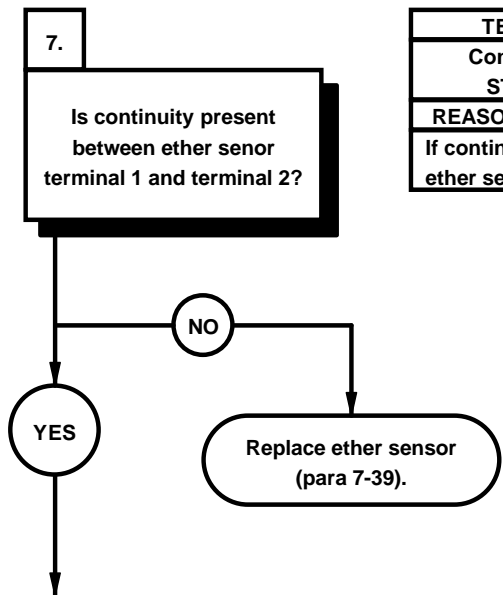 7.
Is continuity present
between ether senor
terminal 1 and terminal 2?
NO
YES
Replace ether sensor
(para 7-39).
TE
Con
ST
REASO
If contin
ether se